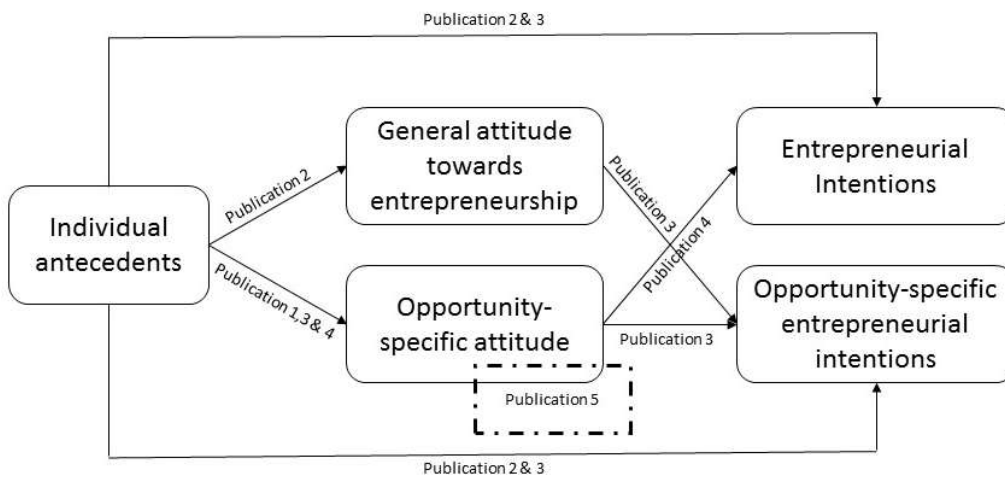 Publication 2 & 3
General attitude
towards
entrepreneurship
Entrepreneurial
Intentions
Publication 2
Publication 3
Publication 4
Individual
antecedents
Publication 1,3 & 4
Opportunity-
specific attitude
Publication 3
Opportunity-specific
entrepreneurial
intentions
Publication 5
Publication 2 & 3